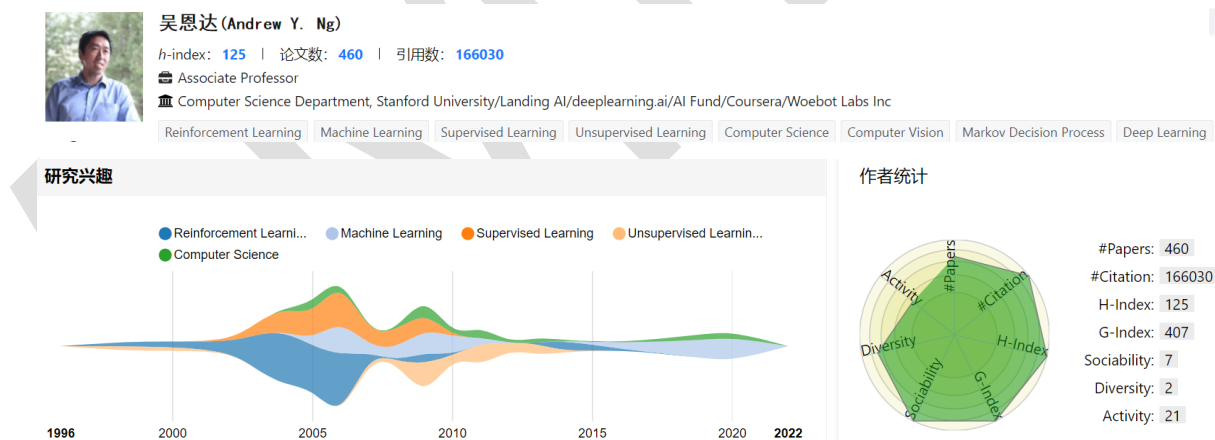 吴恩达(Andrew Y. Ng)
h-index: 125 | 论文数: 460 | 引用数: 166030
Associate Professor
Computer Science Department, Stanford University/Landing AI/deeplearning.ai/AI Fund/Coursera/Woebot Labs Inc
Reinforcement Learning Machine Learning Supervised Learning Unsupervised Learning Computer Science Computer Vision Markov Decision Process Deep Learning
研究兴趣
Reinforcement Learni... Machine Learning Supervised Learning Unsupervised Learnin...
Computer Science
1996 2000 2005 2010 2015 2020 2022
作者统计
#Papers
#Citation
H-Index
G-Index
Sociability
Diversity
Activity
#Papers: 460
#Citation: 166030
H-Index: 125
G-Index: 407
Sociability: 7
Diversity: 2
Activity: 21